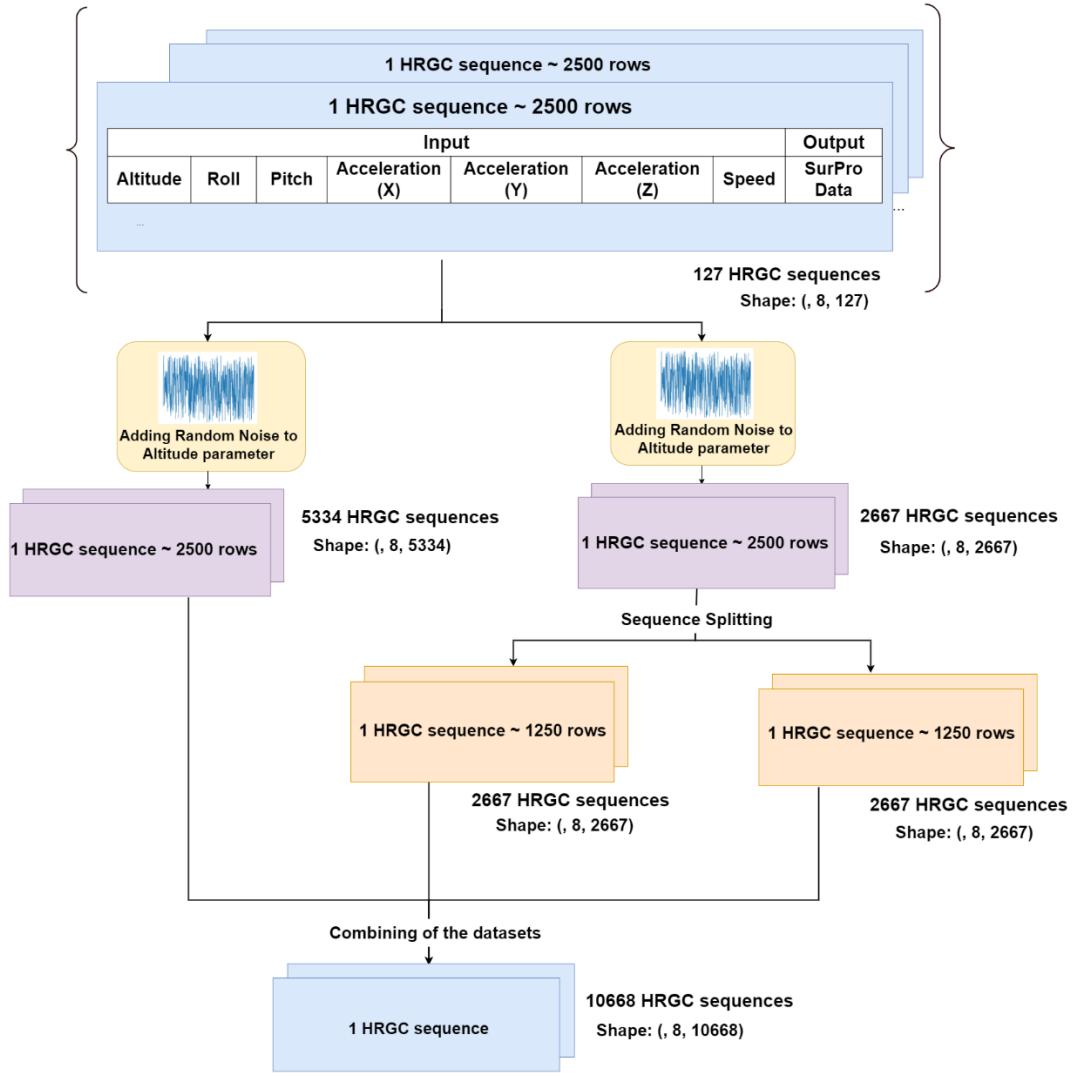 1 HRGC sequence ~ 2500 rows
1 HRGC sequence ~ 2500 rows
Input Output
Altitude Roll Pitch Acceleration (X) Acceleration (Y) Acceleration (Z) Speed SurPro Data
...
...
127 HRGC sequences
Shape: (, 8, 127)
Adding Random Noise to
Altitude parameter
Adding Random Noise to
Altitude parameter
1 HRGC sequence ~ 2500 rows
5334 HRGC sequences
Shape: (, 8, 5334)
1 HRGC sequence ~ 2500 rows
2667 HRGC sequences
Shape: (, 8, 2667)
Sequence Splitting
1 HRGC sequence ~ 1250 rows
2667 HRGC sequences
Shape: (, 8, 2667)
1 HRGC sequence ~ 1250 rows
2667 HRGC sequences
Shape: (, 8, 2667)
Combining of the datasets
1 HRGC sequence
10668 HRGC sequences
Shape: (, 8, 10668)